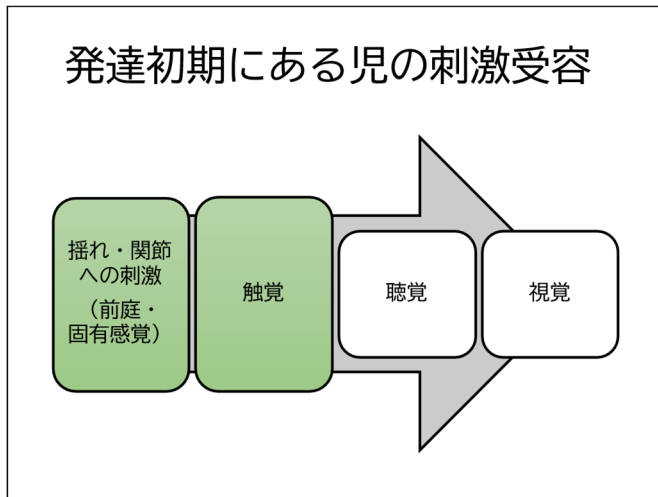 発達初期にある児の刺激受容
揺れ・関節
への刺激
（前庭・
固有感覚）
触覚
聴覚
視覚